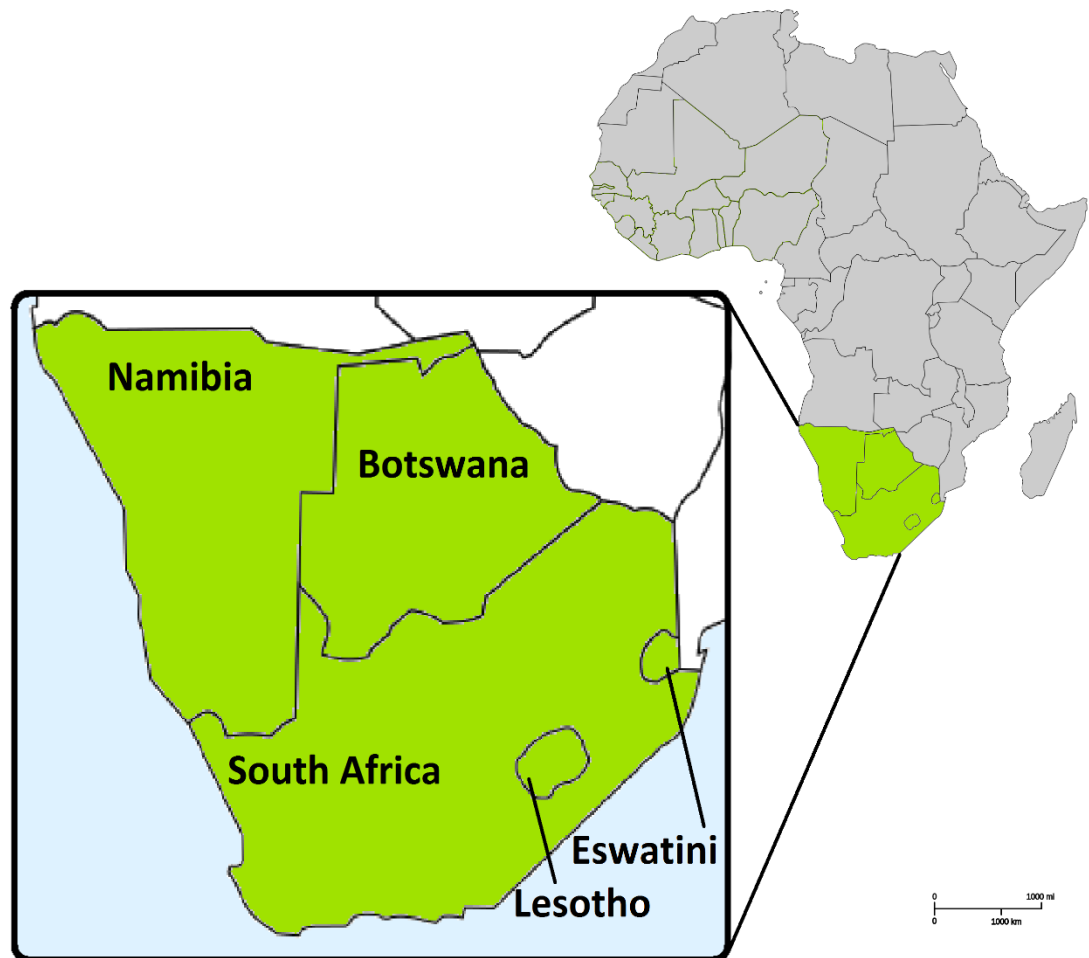 Namibia
Botswana
South Africa
Eswatini
Lesotho
0 1000 mi
0 1000 km